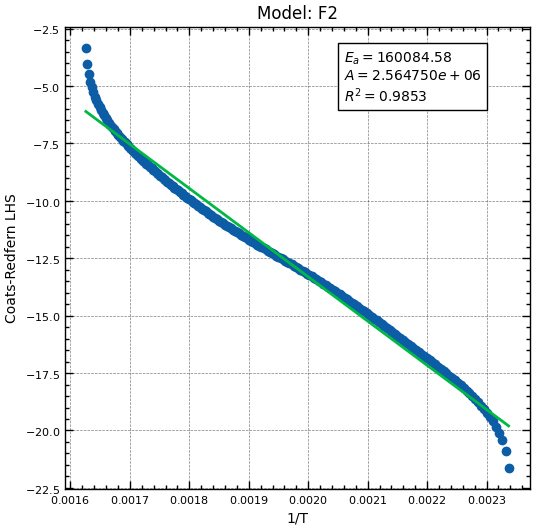 Model: F2
E_a = 160084.58
A = 2.564750e + 06
R^2 = 0.9853
Coats-Redfern LHS
−2.5
−5.0
−7.5
−10.0
−12.5
−15.0
−17.5
−20.0
−22.5
0.0016 0.0017 0.0018 0.0019 0.0020 0.0021 0.0022 0.0023
1/T